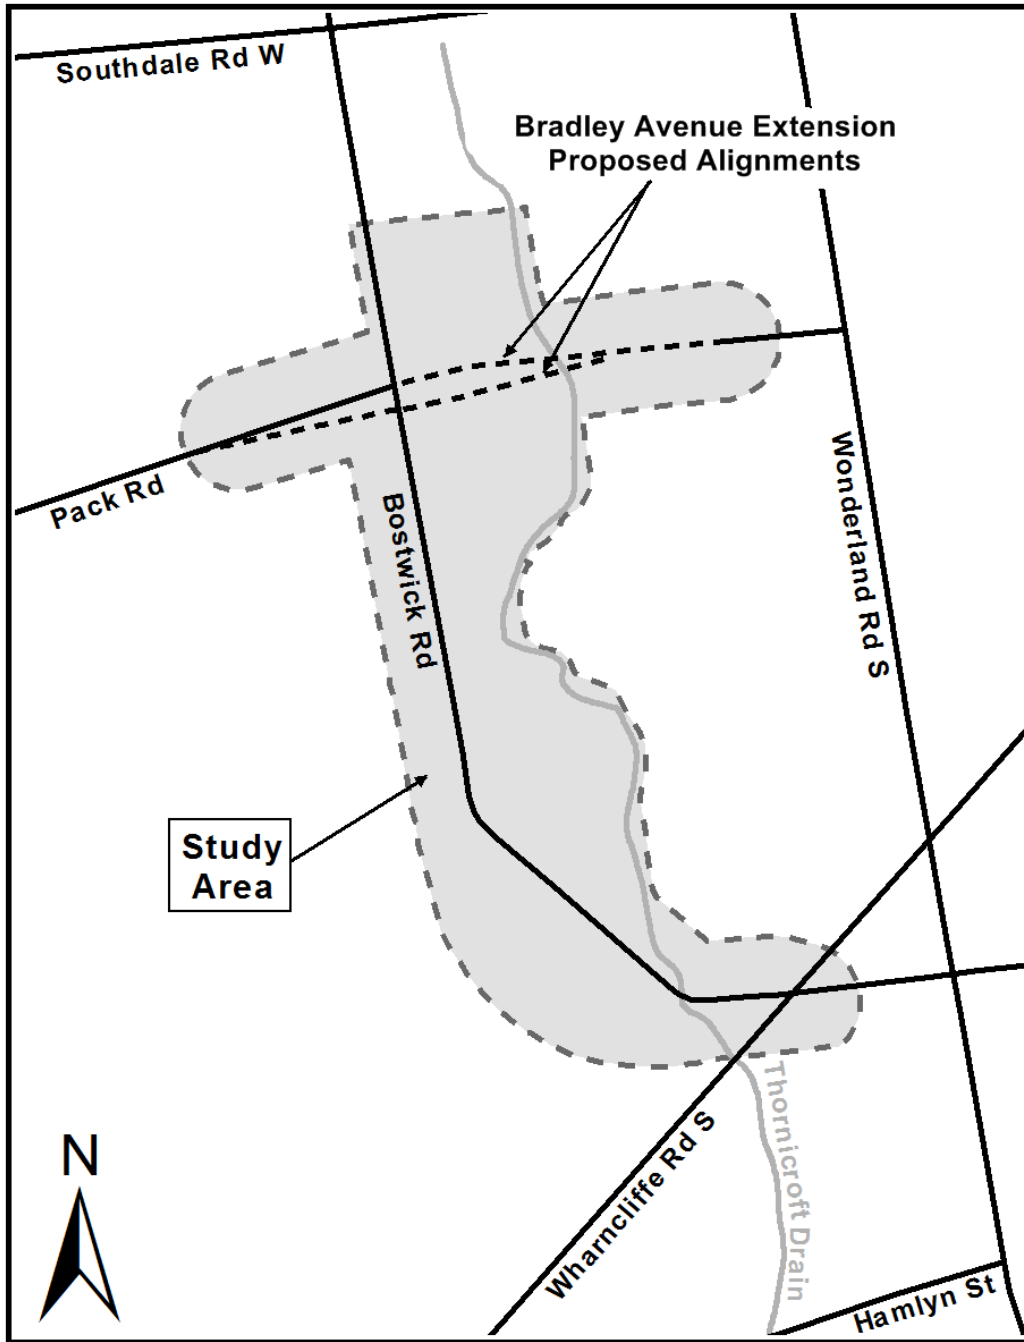 Southdale Rd W
Bradley Avenue Extension
Proposed Alignments
Pack Rd
Bostwick Rd
Wonderland Rd S
Study
Area
Thornicroft Drain
N
Wharncliffe Rd S
Hamlyn St